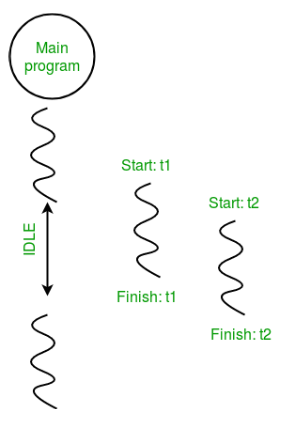 Main
program
Start: t1
Start: t2
IDLE
Finish: t1
Finish: t2